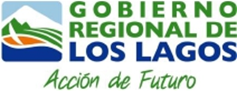 GOBIERNO
REGIONAL DE
LOS LAGOS
Acción de Futuro